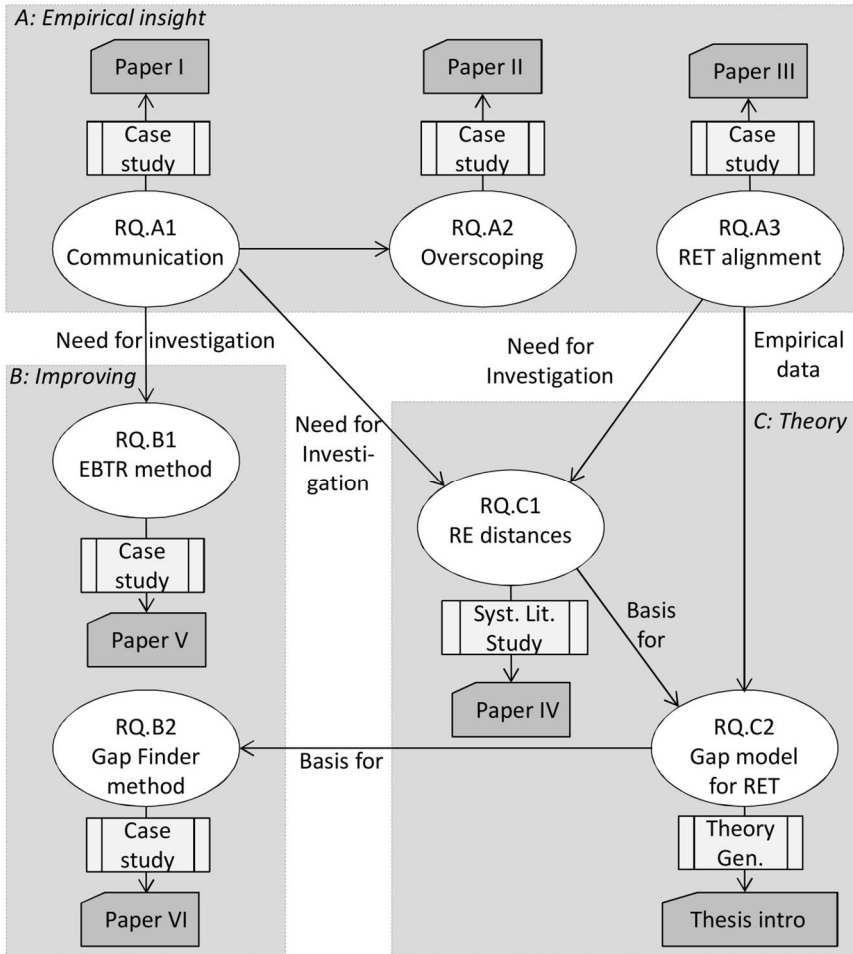 A: Empirical insight
Paper I
Paper II
Paper III
Case
study
Case
study
Case
study
RQ.A1
Communication
RQ.A2
Overscoping
RQ.A3
RET alignment
Need for investigation
Need for
Investigation
Empirical
data
B: Improving
C: Theory
RQ.B1
EBTR method
Need for
Investi-
gation
RQ.C1
RE distances
Case
study
Paper V
Syst. Lit.
Study
Basis
for
Paper IV
RQ.B2
Gap Finder
method
Basis for
RQ.C2
Gap model
for RET
Case
study
Theory
Gen.
Paper VI
Thesis intro